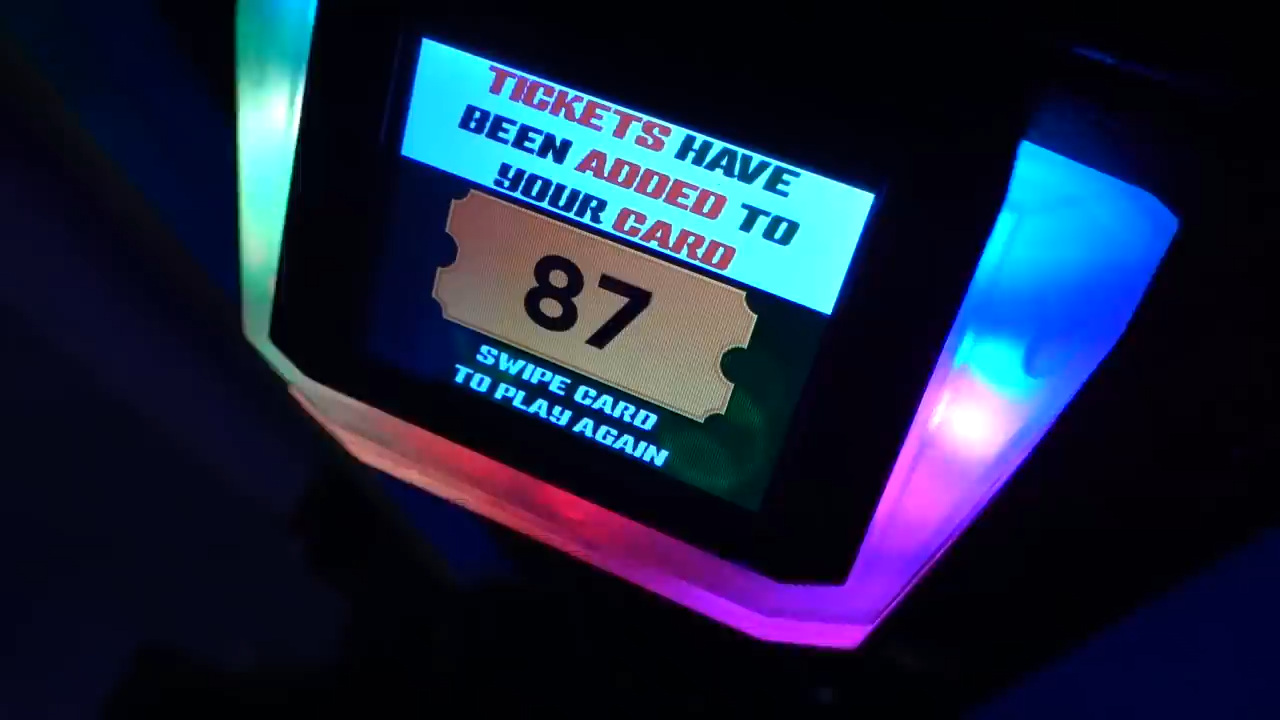 TICKETS HAVE
BEEN ADDED TO
YOUR CARD
87
SWIPE CARD
TO PLAY AGAIN